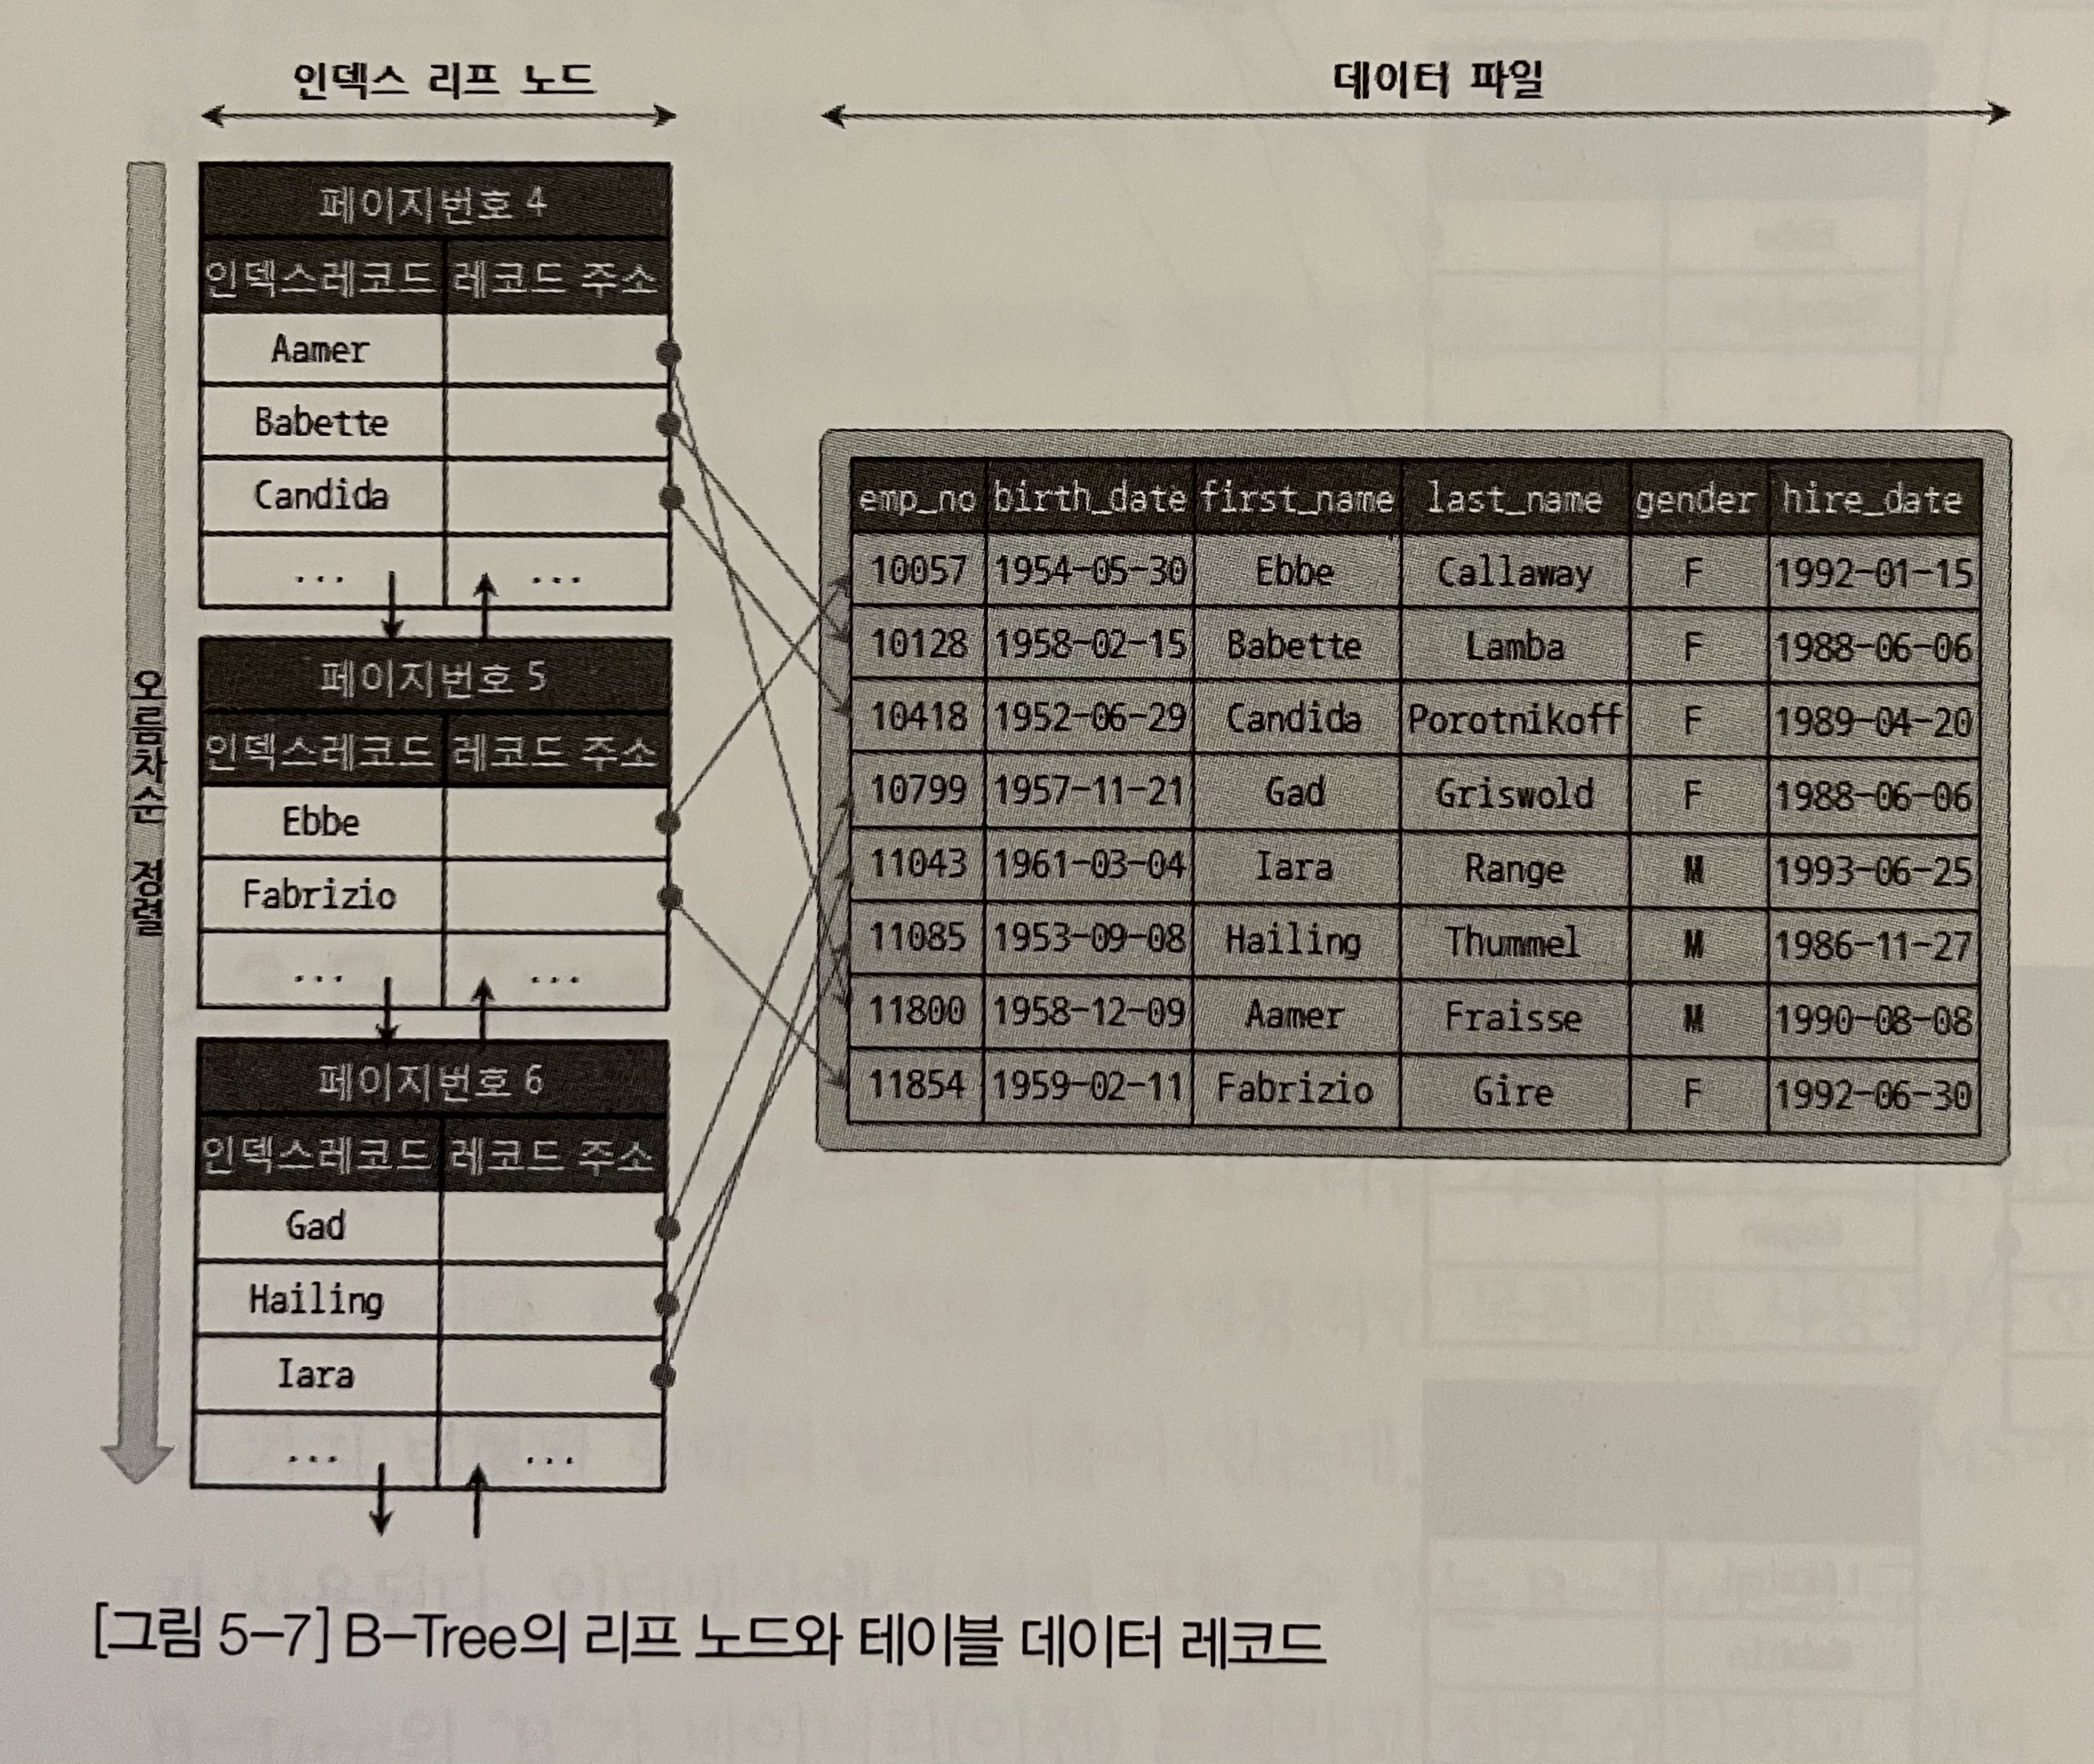 인덱스 리프 노드
데이터 파일
오름차순 정렬
페이지번호 4
인덱스레코드 레코드 주소
Aamer
Babette
Candida
... ...
페이지번호 5
인덱스레코드 레코드 주소
Ebbe
Fabrizio
... ...
페이지번호 6
인덱스레코드 레코드 주소
Gad
Hailing
Iara
... ...
emp_no birth_date first_name last_name gender hire_date
10057 1954-05-30 Ebbe Callaway F 1992-01-15
10128 1958-02-15 Babette Lamba F 1988-06-06
10418 1952-06-29 Candida Porotnikoff F 1989-04-20
10799 1957-11-21 Gad Griswold F 1988-06-06
11043 1961-03-04 Iara Range M 1993-06-25
11085 1953-09-08 Hailing Thummel M 1986-11-27
11800 1958-12-09 Aamer Fraisse M 1990-08-08
11854 1959-02-11 Fabrizio Gire F 1992-06-30
[그림 5-7] B-Tree의 리프 노드와 테이블 데이터 레코드